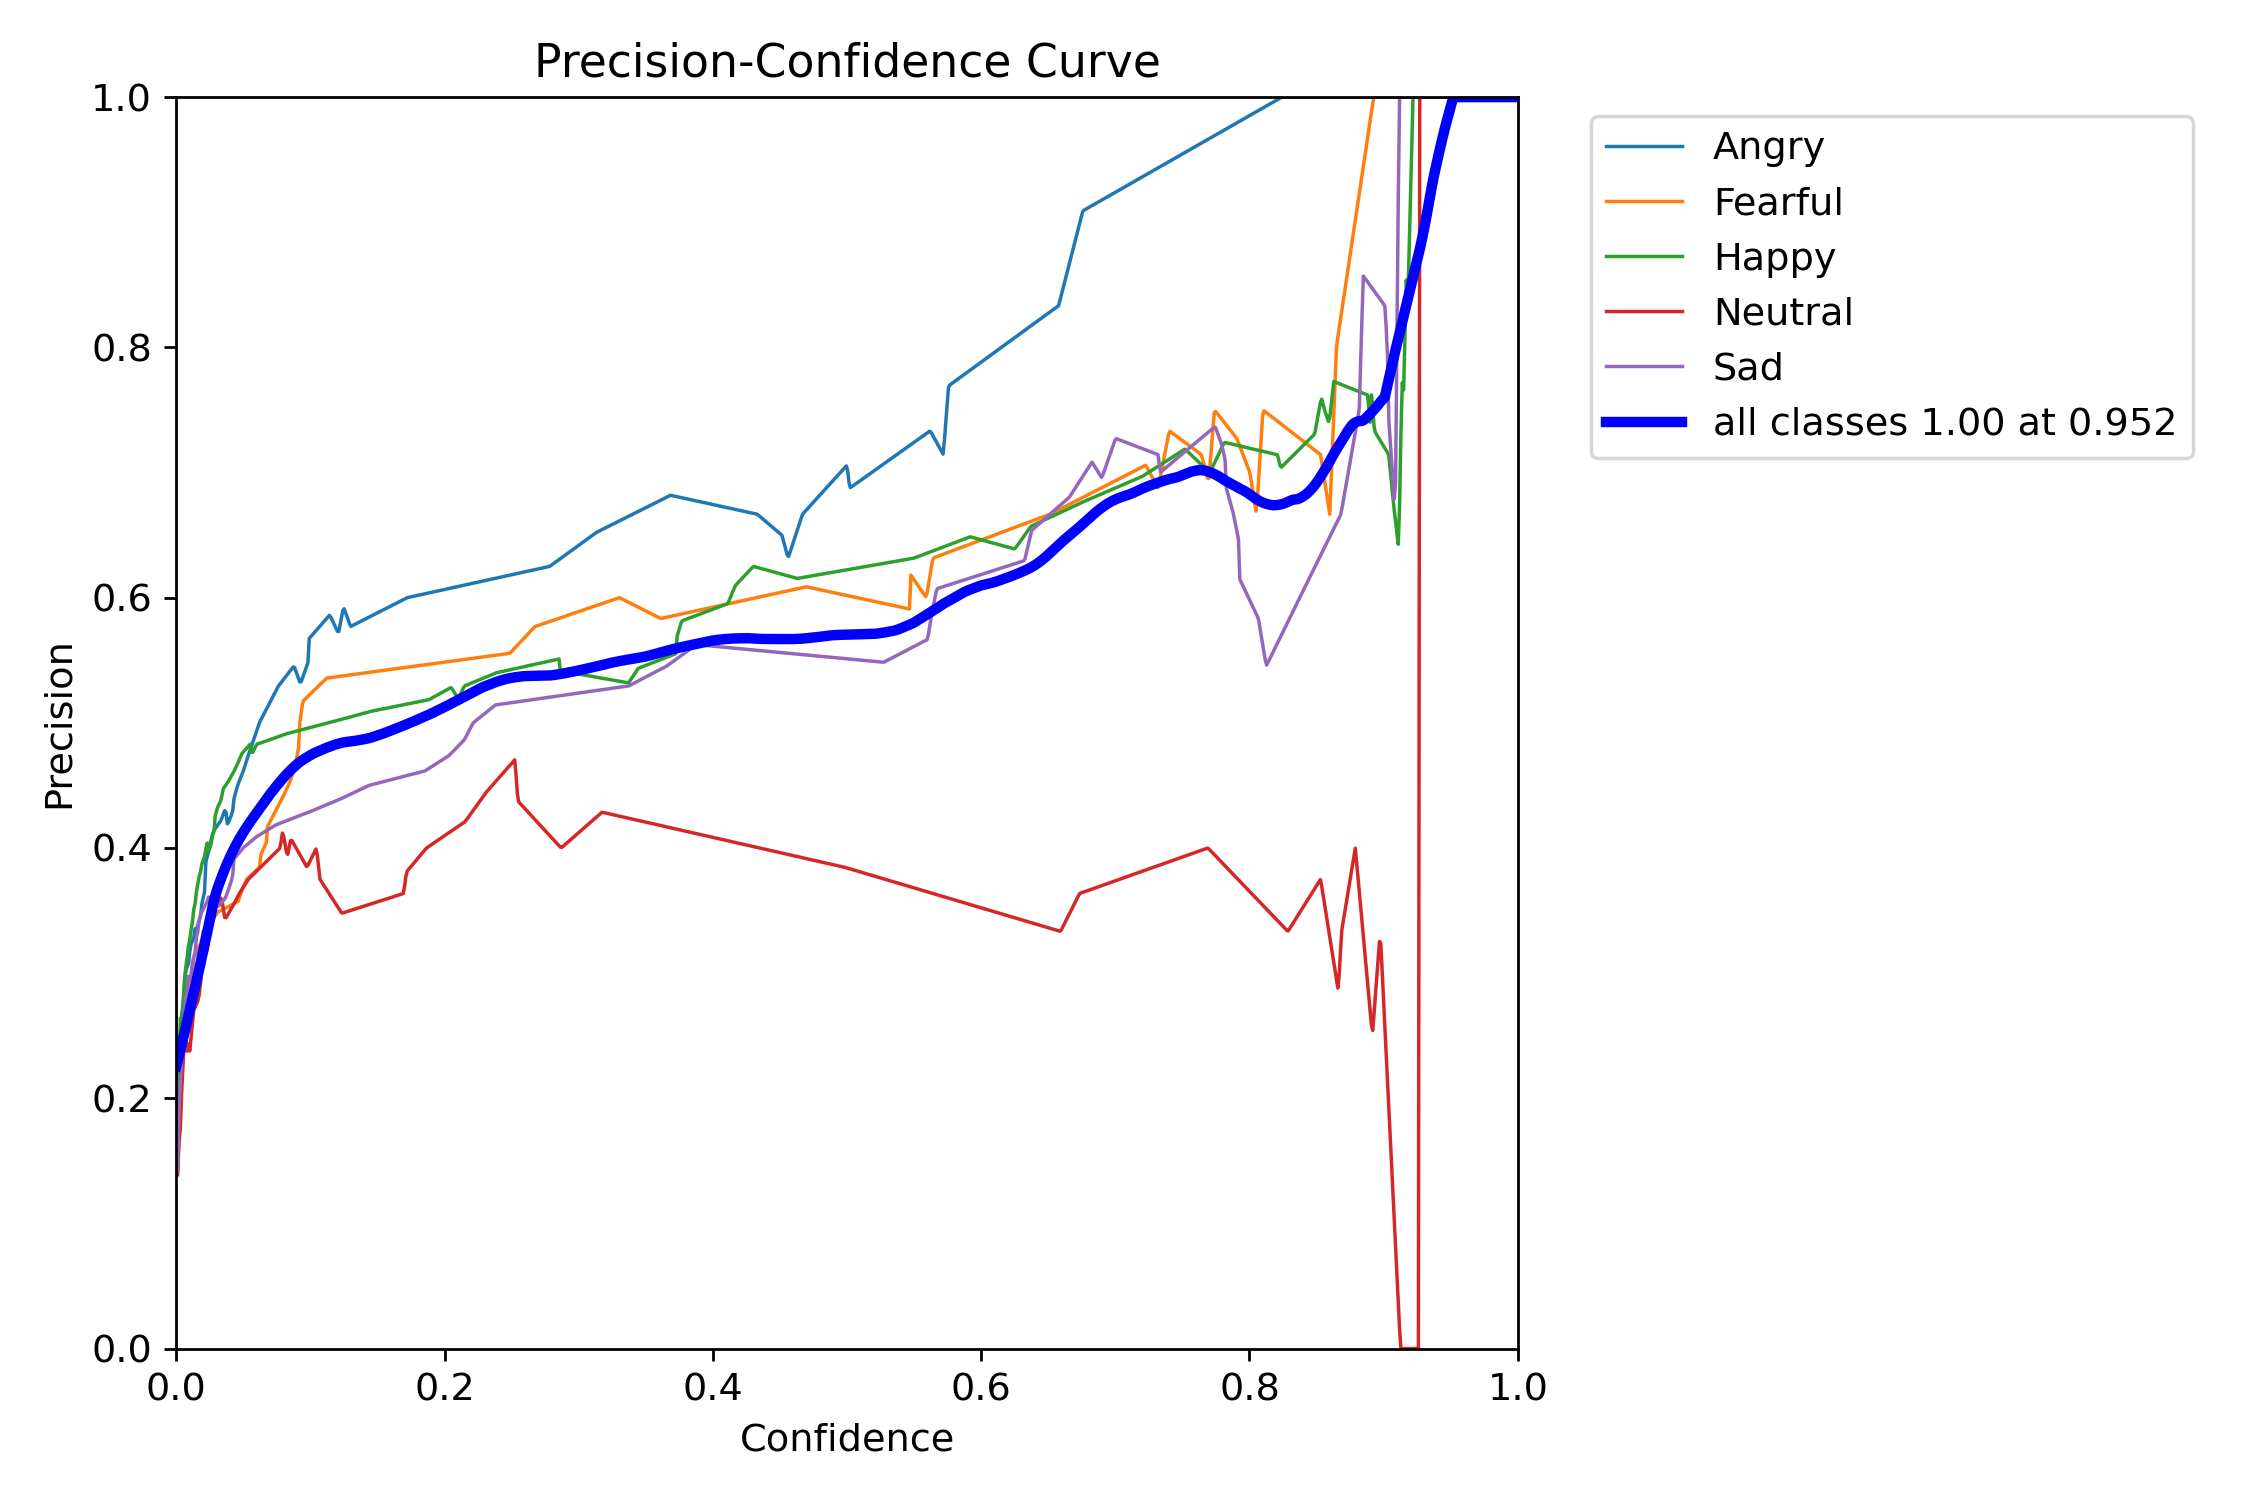 Precision-Confidence Curve
1.0
0.8
0.6
0.4
0.2
0.0
Precision
0.0 0.2 0.4 0.6 0.8 1.0
Confidence
Angry
Fearful
Happy
Neutral
Sad
all classes 1.00 at 0.952